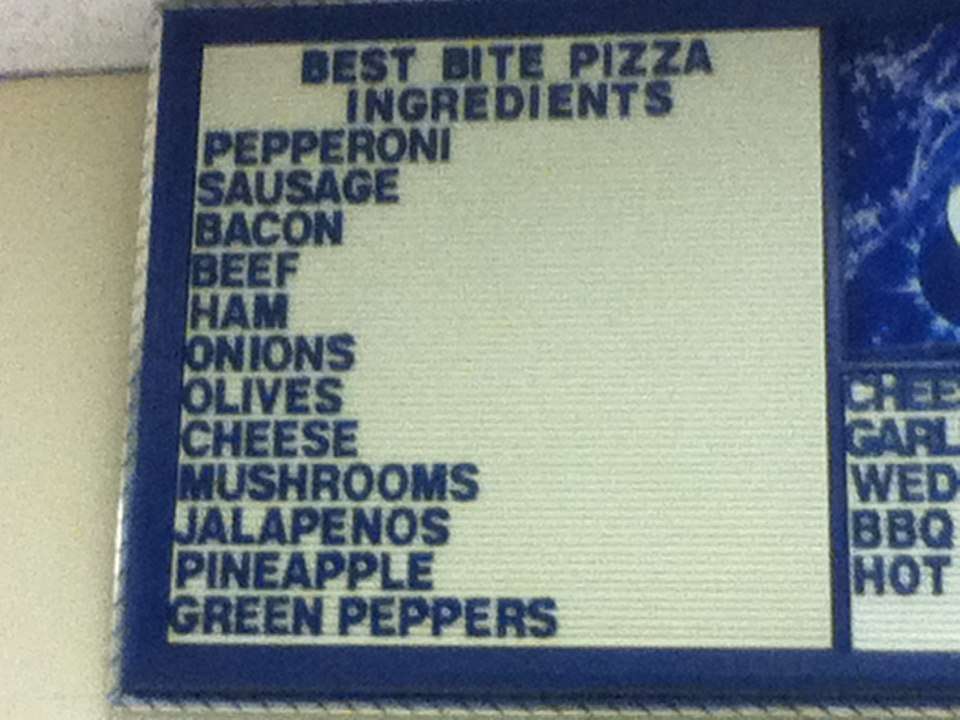 BEST BITE PIZZA
INGREDIENTS
PEPPERONI
SAUSAGE
BACON
BEEF
HAM
ONIONS
OLIVES
CHEESE
MUSHROOMS
JALAPENOS
PINEAPPLE
GREEN PEPPERS
BBQ
HOT